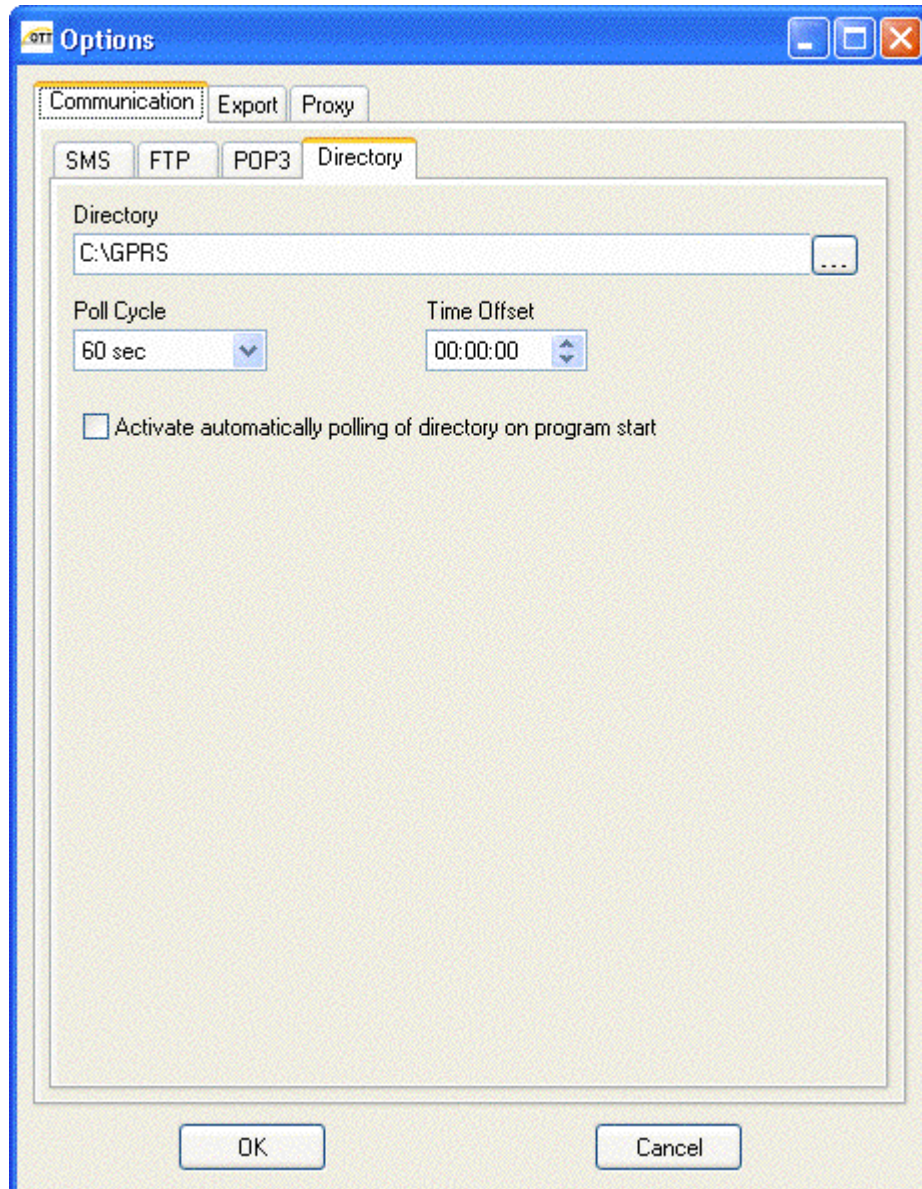 OTT Options
Communication Export Proxy
SMS FTP POP3 Directory
Directory
C:\GPRS
...
Poll Cycle Time Offset
60 sec 00:00:00
Activate automatically polling of directory on program start
OK Cancel